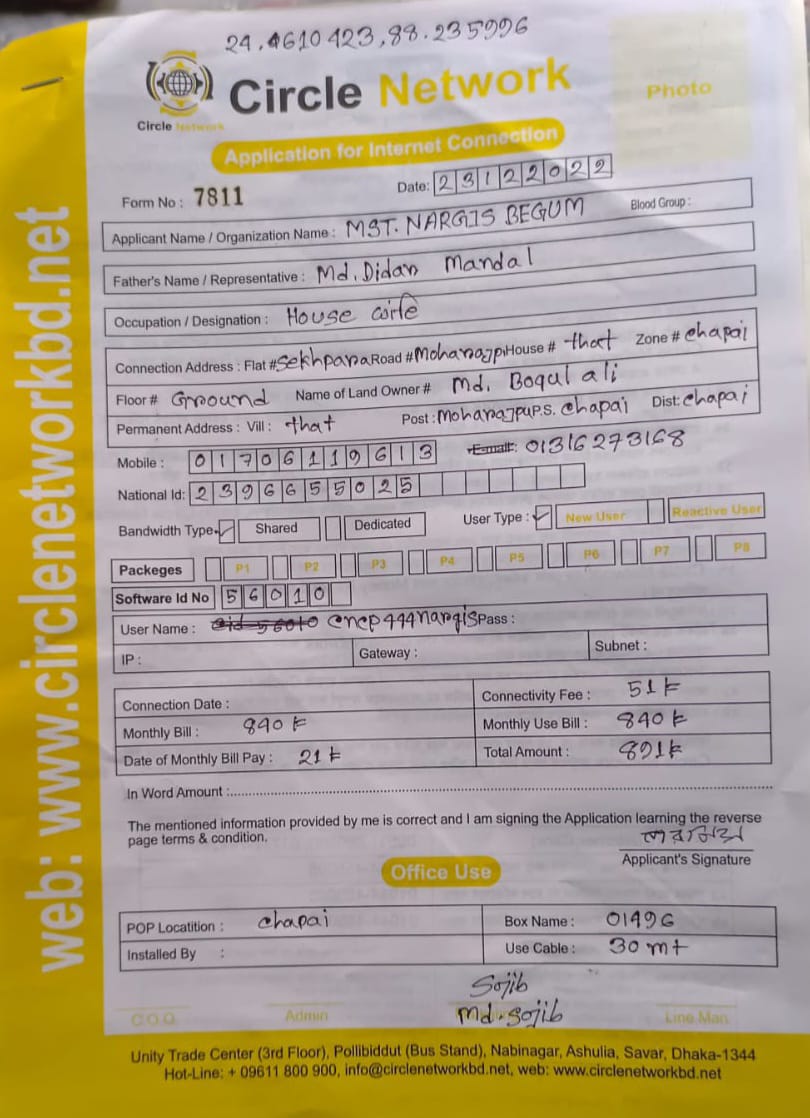 24.4610423,88.235996
Circle Network
Circle Network
Photo
Application for Internet Connection
Form No : 7811
Date: 23122022
Applicant Name / Organization Name : MST. NARGIS BEGUM Blood Group :
Father's Name / Representative : Md. Didar Mandal
Occupation / Designation : House wife
Connection Address : Flat # Sekhpara Road # Mohanajpi House # that Zone # chapai
Floor # Ground Name of Land Owner # Md. Boqul ali
Permanent Address : Vill : that Post : Mohanajpu P.S. chapai Dist: chapai
Mobile : 01706119613 E-mail: 01316273168
National Id: 2396655025
Bandwidth Type Shared Dedicated User Type : New User Reactive User
Packeges P1 P2 P3 P4 P5 P6 P7 P8
Software Id No 56010
User Name : cid 56010 cncp444nargis Pass :
IP : Gateway : Subnet :
Connection Date : Connectivity Fee : 51 k
Monthly Bill : 840 k Monthly Use Bill : 840 k
Date of Monthly Bill Pay : 21 k Total Amount : 891 k
In Word Amount :
The mentioned information provided by me is correct and I am signing the Application learning the reverse
page terms & condition.
Applicant's Signature
Office Use
POP Locatition : chapai Box Name : 01496
Installed By : Use Cable : 30 mt
Sojib
C.O.O Admin Md. Sojib Line Man
Unity Trade Center (3rd Floor), Pollibiddut (Bus Stand), Nabinagar, Ashulia, Savar, Dhaka-1344
Hot-Line: + 09611 800 900, info@circlenetworkbd.net, web: www.circlenetworkbd.net
web: www.circlenetworkbd.net